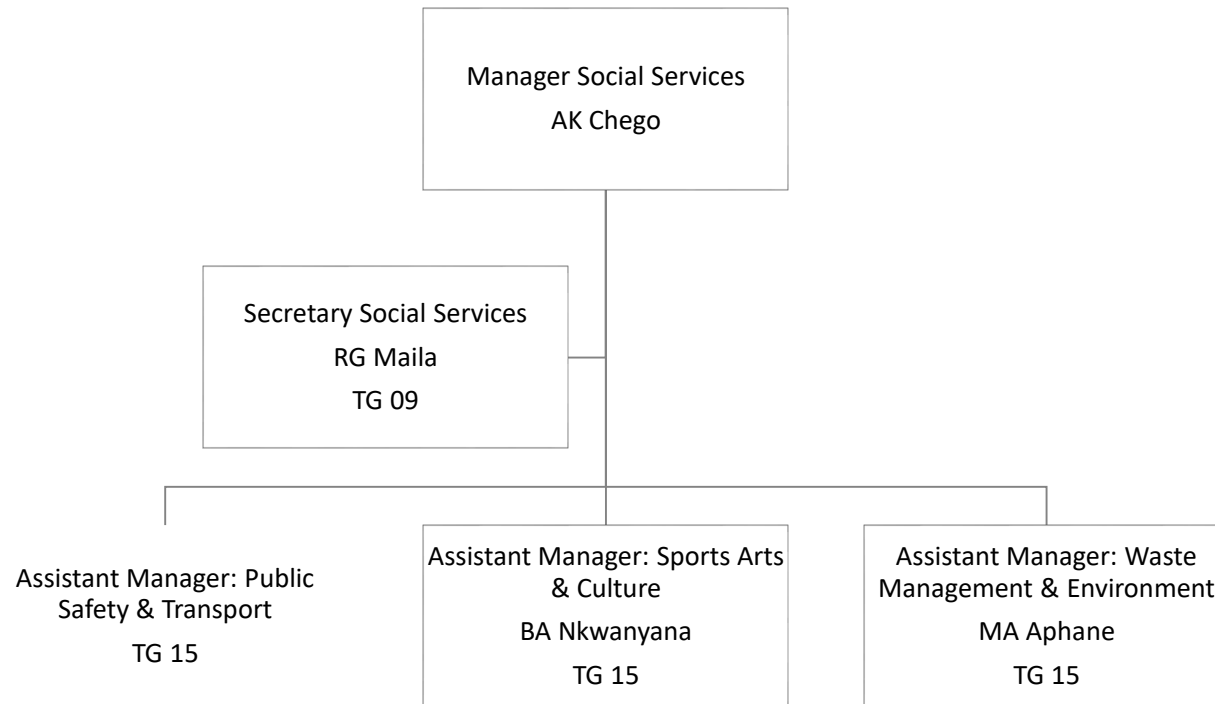 Manager Social Services
AK Chego
Secretary Social Services
RG Maila
TG 09
Assistant Manager: Public
Safety & Transport
TG 15
Assistant Manager: Sports Arts
& Culture
BA Nkwanyana
TG 15
Assistant Manager: Waste
Management & Environment
MA Aphane
TG 15